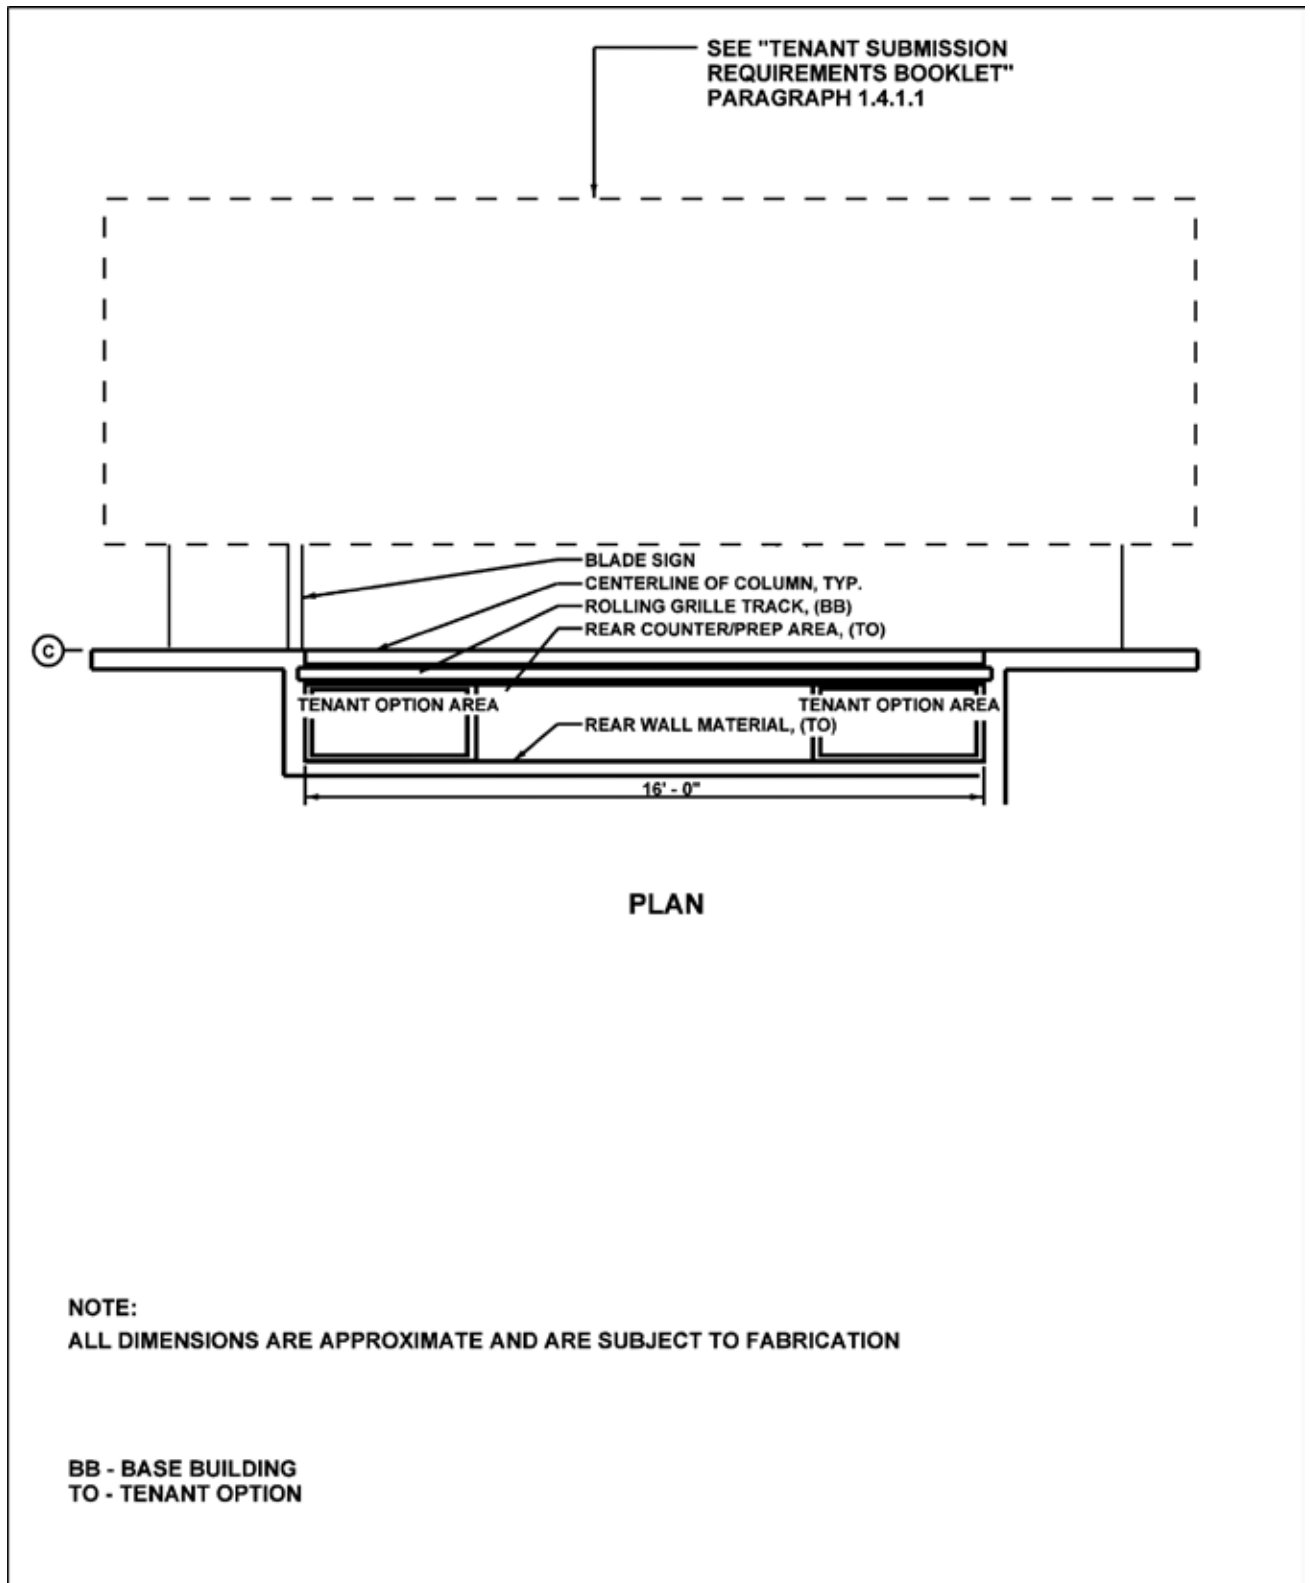 SEE "TENANT SUBMISSION
REQUIREMENTS BOOKLET"
PARAGRAPH 1.4.1.1
BLADE SIGN
CENTERLINE OF COLUMN, TYP.
ROLLING GRILLE TRACK, (BB)
REAR COUNTER/PREP AREA, (TO)
C
TENANT OPTION AREA
TENANT OPTION AREA
REAR WALL MATERIAL, (TO)
16' - 0"
PLAN
NOTE:
ALL DIMENSIONS ARE APPROXIMATE AND ARE SUBJECT TO FABRICATION
BB - BASE BUILDING
TO - TENANT OPTION